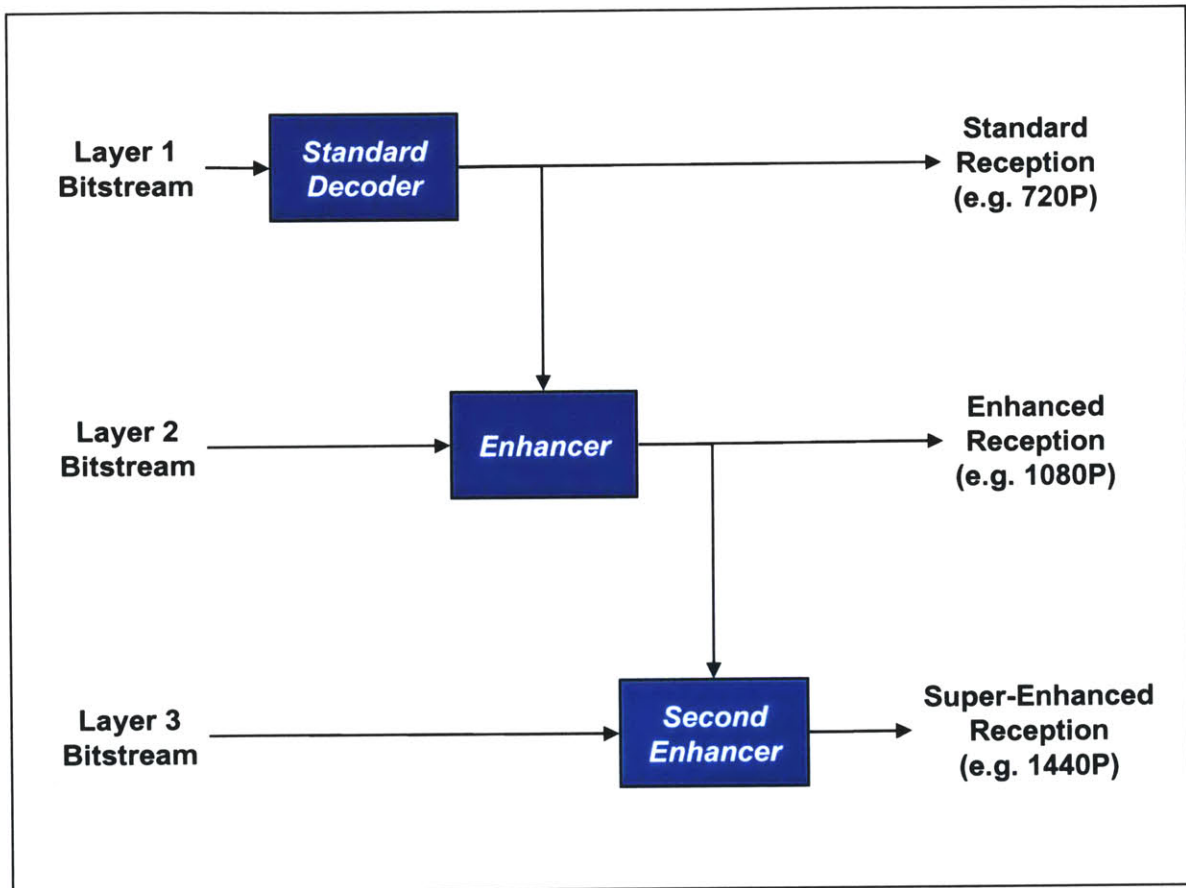 Layer 1
Bitstream
Standard
Decoder
Standard
Reception
(e.g. 720P)
Layer 2
Bitstream
Enhancer
Enhanced
Reception
(e.g. 1080P)
Layer 3
Bitstream
Second
Enhancer
Super-Enhanced
Reception
(e.g. 1440P)